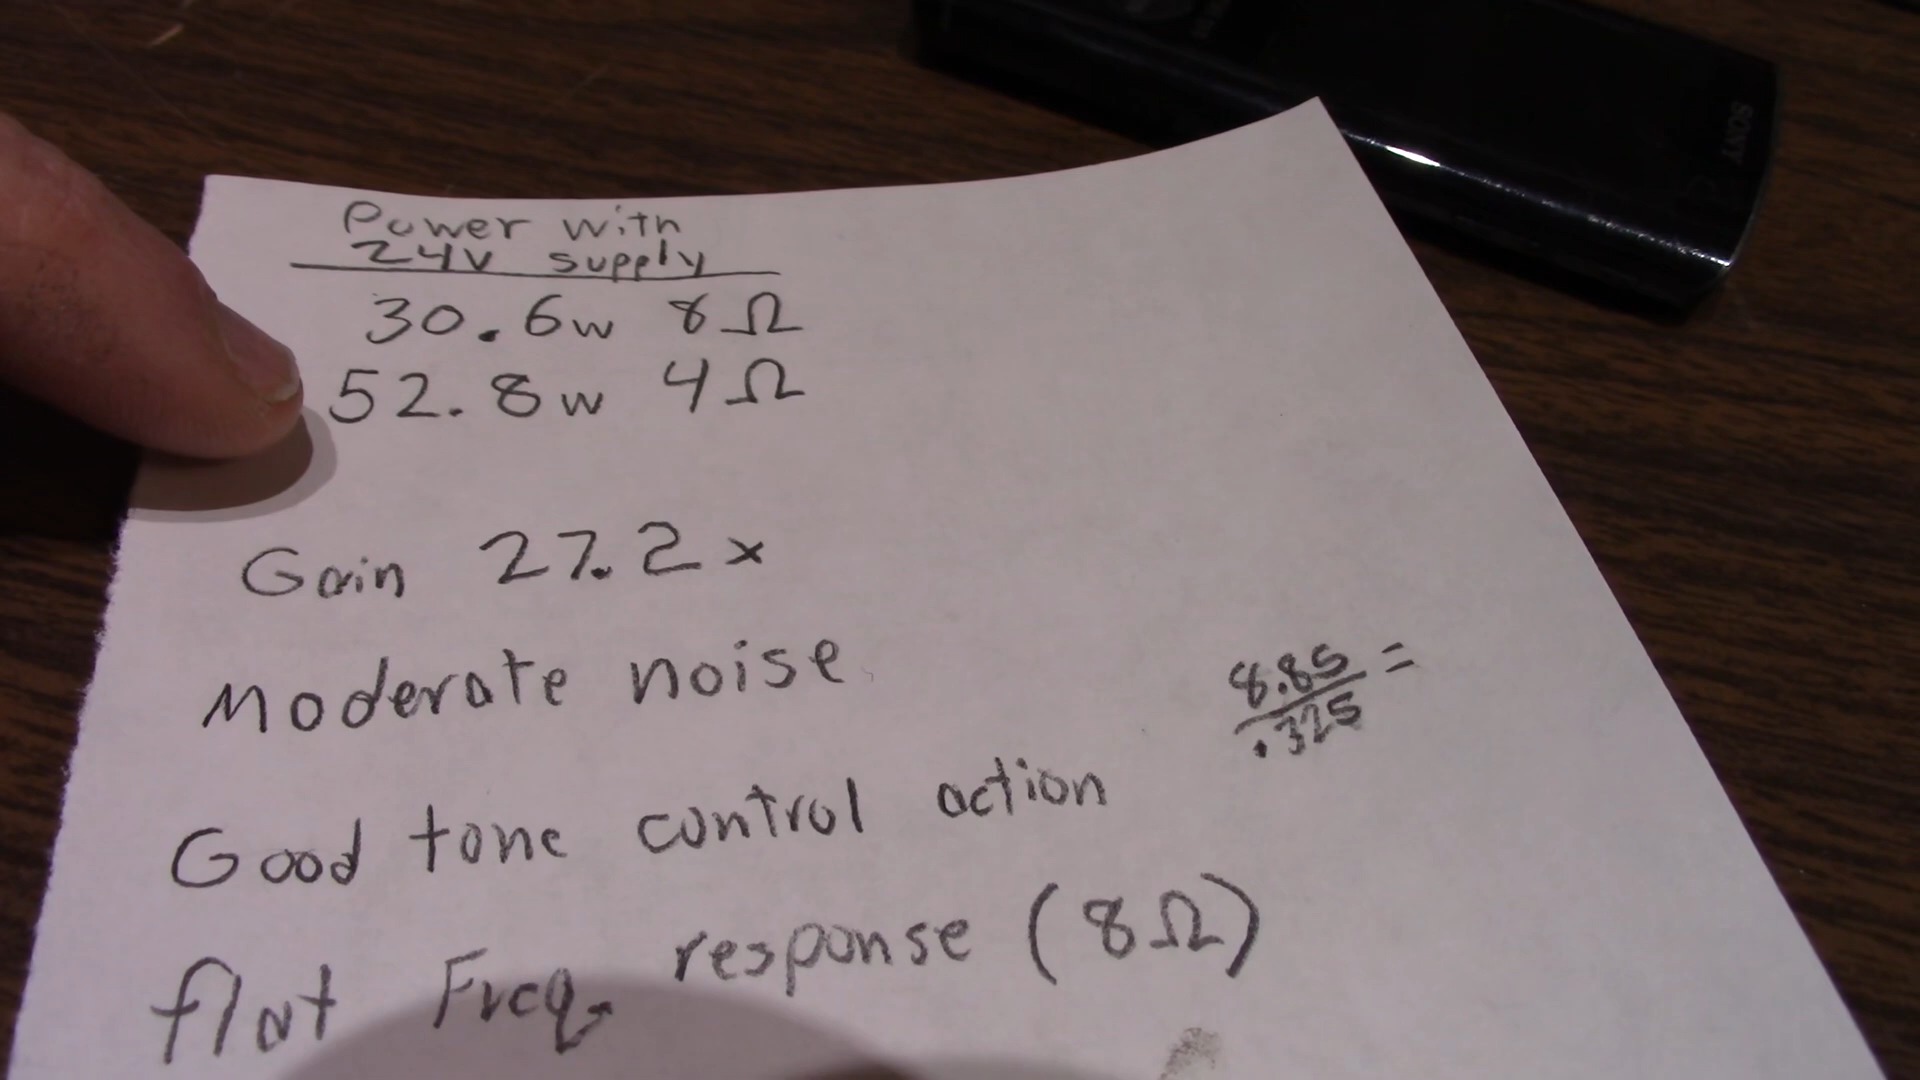 SONY
Power with
24V supply
30.6w 8Ω
52.8w 4Ω
Gain 27.2x
Moderate noise
8.85
.325 =
Good tone control action
flat Freq. response (8Ω)